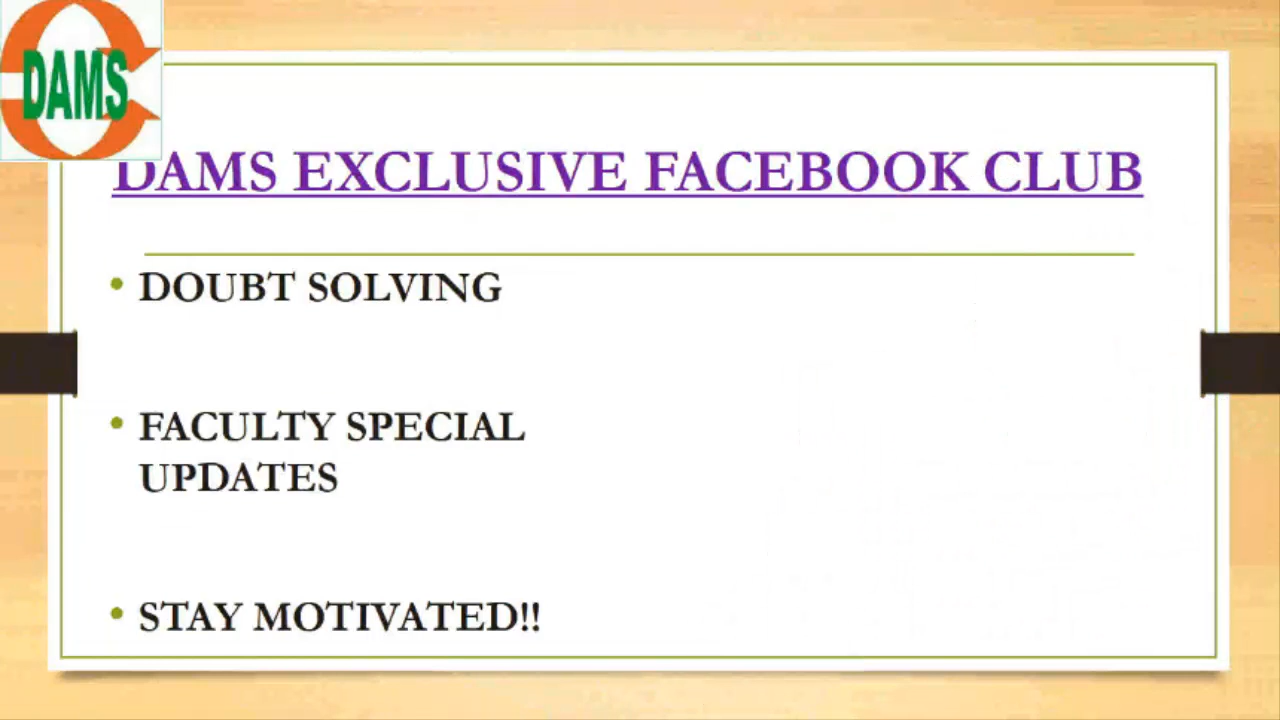 DAMS
DAMS EXCLUSIVE FACEBOOK CLUB
• DOUBT SOLVING
• FACULTY SPECIAL
UPDATES
• STAY MOTIVATED!!